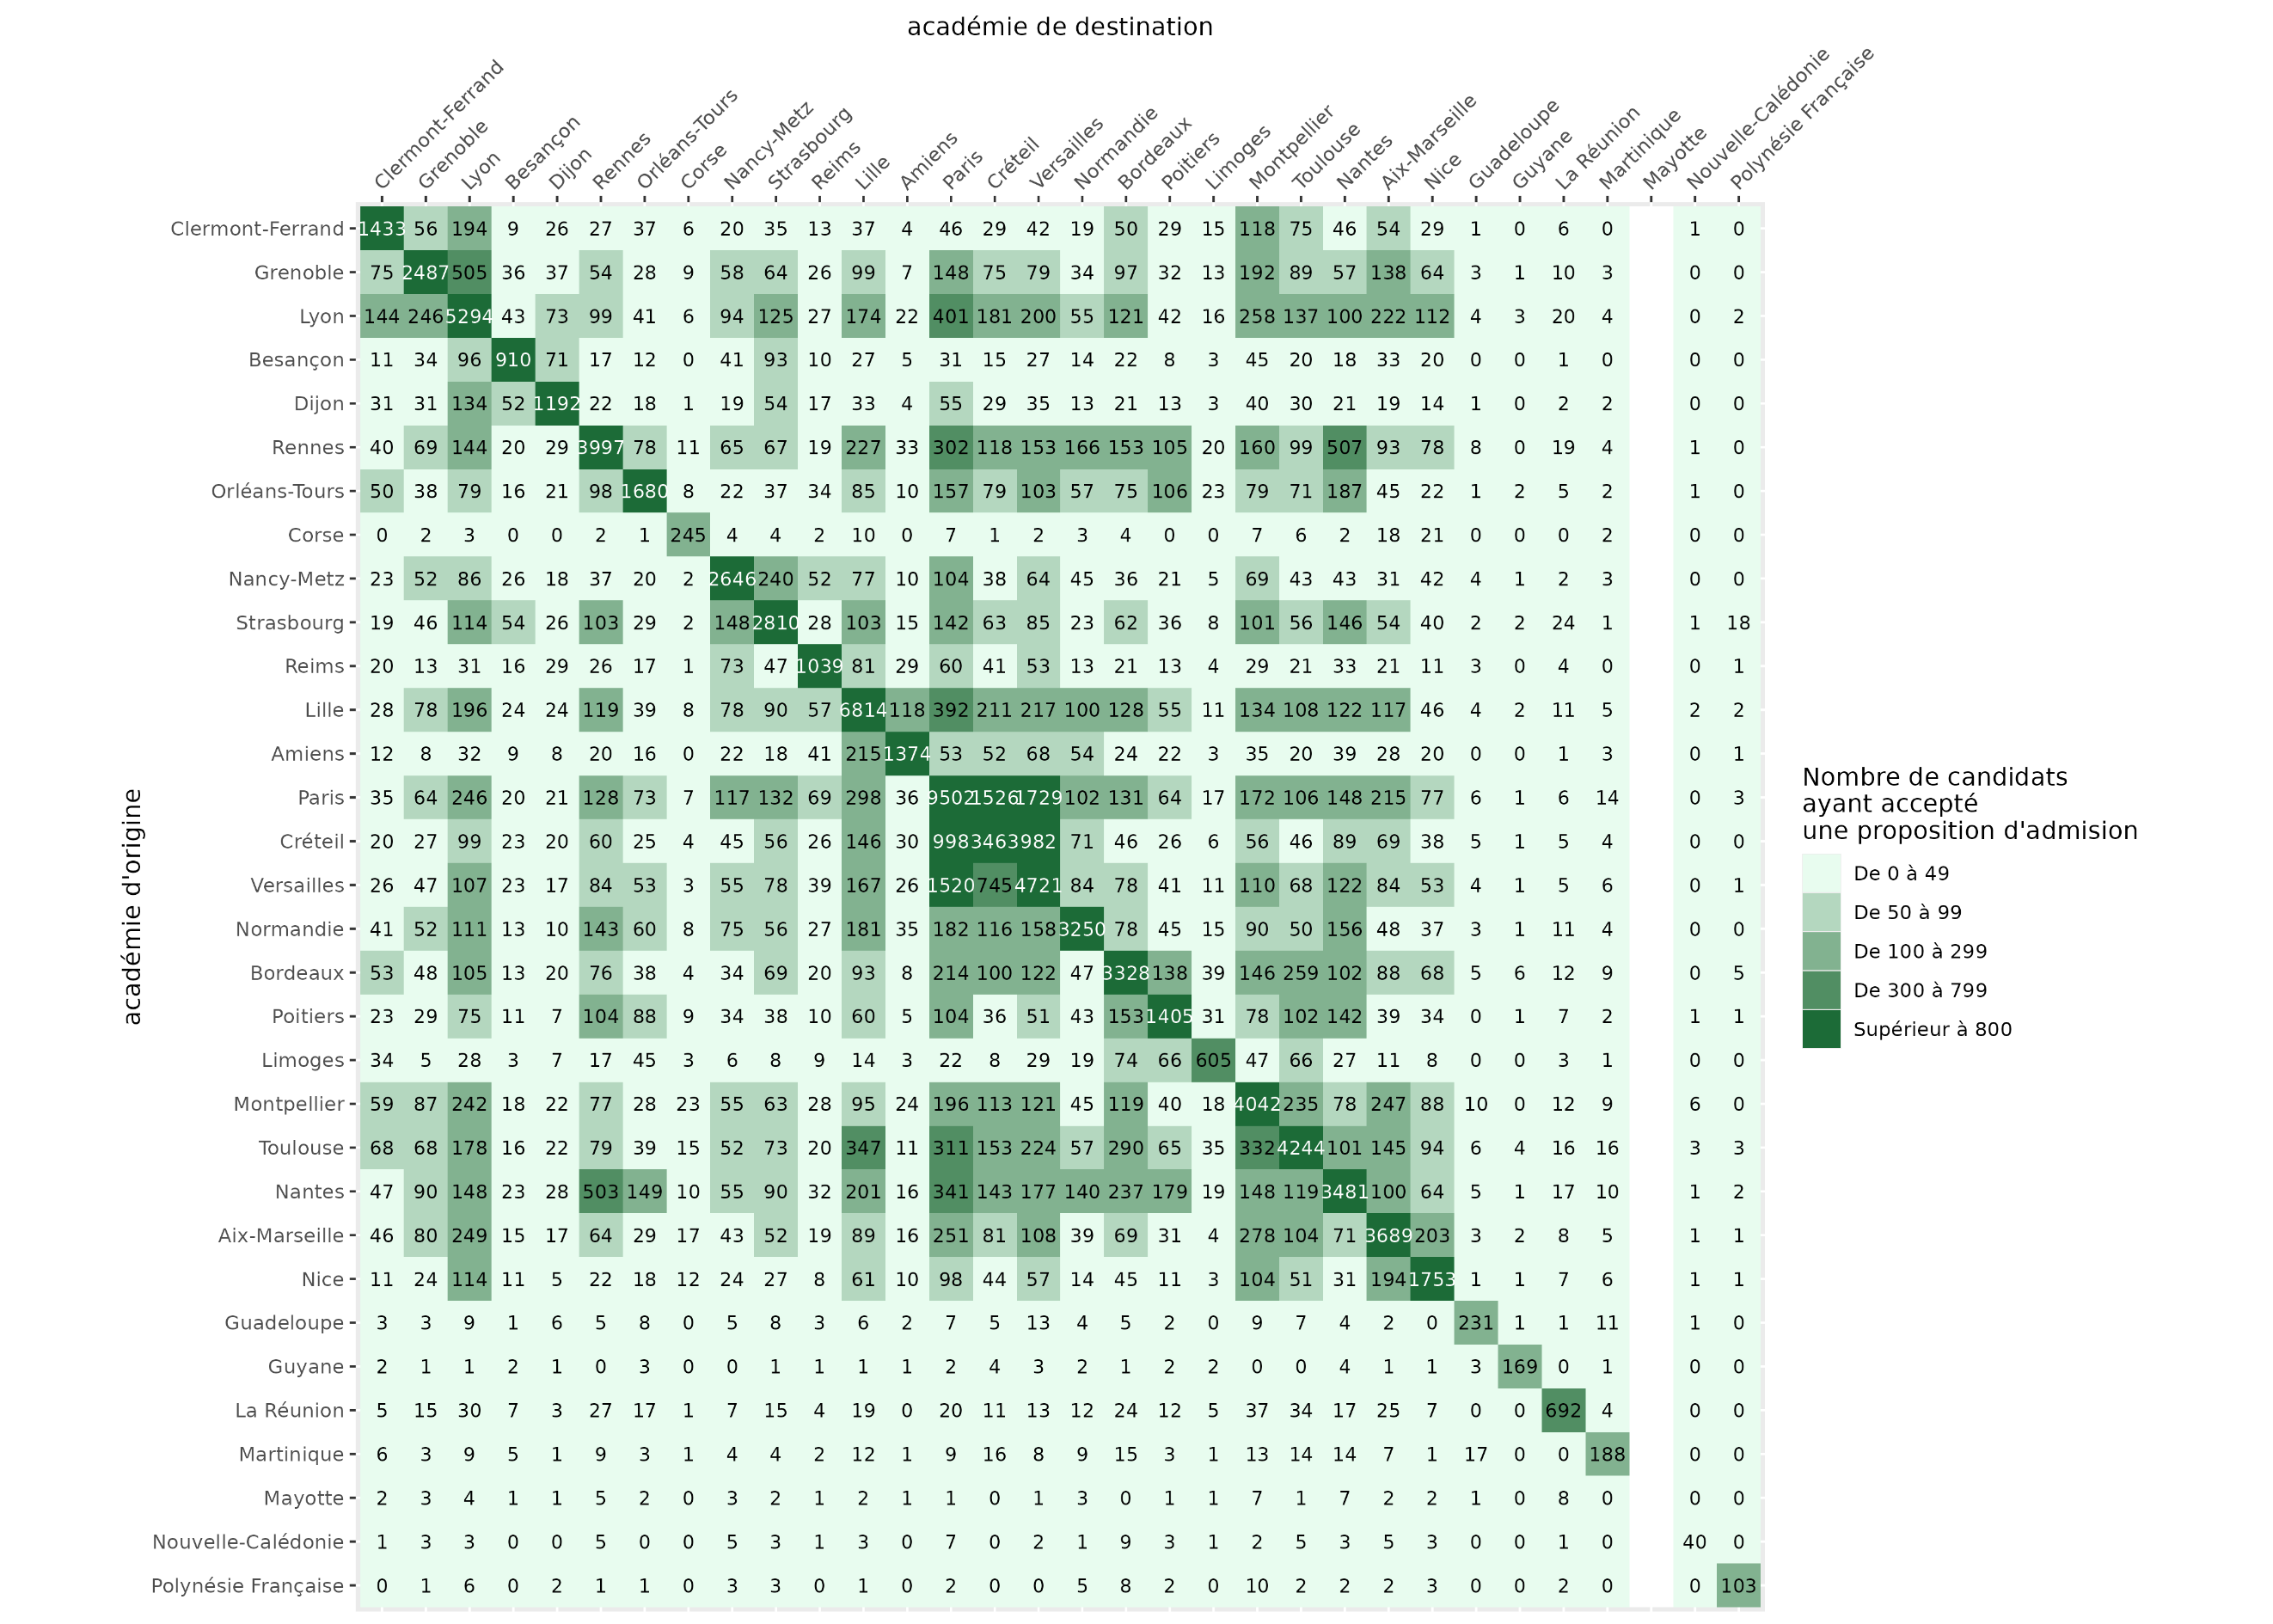 académie de destination
Clermont-Ferrand
Grenoble
Lyon
Besançon
Dijon
Rennes
Orléans-Tours
Corse
Nancy-Metz
Strasbourg
Reims
Lille
Amiens
Paris
Créteil
Versailles
Normandie
Bordeaux
Poitiers
Limoges
Montpellier
Toulouse
Nantes
Aix-Marseille
Nice
Guadeloupe
Guyane
La Réunion
Martinique
Mayotte
Nouvelle-Calédonie
Polynésie Française
académie d'origine
Clermont-Ferrand 1433 56 194 9 26 27 37 6 20 35 13 37 4 46 29 42 19 50 29 15 118 75 46 54 29 1 0 6 0 1 0
Grenoble 75 2487 505 36 37 54 28 9 58 64 26 99 7 148 75 79 34 97 32 13 192 89 57 138 64 3 1 10 3 0 0
Lyon 144 246 5294 43 73 99 41 6 94 125 27 174 22 401 181 200 55 121 42 16 258 137 100 222 112 4 3 20 4 0 2
Besançon 11 34 96 910 71 17 12 0 41 93 10 27 5 31 15 27 14 22 8 3 45 20 18 33 20 0 0 1 0 0 0
Dijon 31 31 134 52 1192 22 18 1 19 54 17 33 4 55 29 35 13 21 13 3 40 30 21 19 14 1 0 2 2 0 0
Rennes 40 69 144 20 29 3997 78 11 65 67 19 227 33 302 118 153 166 153 105 20 160 99 507 93 78 8 0 19 4 1 0
Orléans-Tours 50 38 79 16 21 98 1680 8 22 37 34 85 10 157 79 103 57 75 106 23 79 71 187 45 22 1 2 5 2 1 0
Corse 0 2 3 0 0 2 1 245 4 4 2 10 0 7 1 2 3 4 0 0 7 6 2 18 21 0 0 0 2 0 0
Nancy-Metz 23 52 86 26 18 37 20 2 2646 240 52 77 10 104 38 64 45 36 21 5 69 43 43 31 42 4 1 2 3 0 0
Strasbourg 19 46 114 54 26 103 29 2 148 2810 28 103 15 142 63 85 23 62 36 8 101 56 146 54 40 2 2 24 1 1 18
Reims 20 13 31 16 29 26 17 1 73 47 1039 81 29 60 41 53 13 21 13 4 29 21 33 21 11 3 0 4 0 0 1
Lille 28 78 196 24 24 119 39 8 78 90 57 6814 118 392 211 217 100 128 55 11 134 108 122 117 46 4 2 11 5 2 2
Amiens 12 8 32 9 8 20 16 0 22 18 41 215 1374 53 52 68 54 24 22 3 35 20 39 28 20 0 0 1 3 0 1
Paris 35 64 246 20 21 128 73 7 117 132 69 298 36 9502 1526 1729 102 131 64 17 172 106 148 215 77 6 1 6 14 0 3
Créteil 20 27 99 23 20 60 25 4 45 56 26 146 30 998 3463 982 71 46 26 6 56 46 89 69 38 5 1 5 4 0 0
Versailles 26 47 107 23 17 84 53 3 55 78 39 167 26 1520 745 4721 84 78 41 11 110 68 122 84 53 4 1 5 6 0 1
Normandie 41 52 111 13 10 143 60 8 75 56 27 181 35 182 116 158 3250 78 45 15 90 50 156 48 37 3 1 11 4 0 0
Bordeaux 53 48 105 13 20 76 38 4 34 69 20 93 8 214 100 122 47 3328 138 39 146 259 102 88 68 5 6 12 9 0 5
Poitiers 23 29 75 11 7 104 88 9 34 38 10 60 5 104 36 51 43 153 1405 31 78 102 142 39 34 0 1 7 2 1 1
Limoges 34 5 28 3 7 17 45 3 6 8 9 14 3 22 8 29 19 74 66 605 47 66 27 11 8 0 0 3 1 0 0
Montpellier 59 87 242 18 22 77 28 23 55 63 28 95 24 196 113 121 45 119 40 18 4042 235 78 247 88 10 0 12 9 6 0
Toulouse 68 68 178 16 22 79 39 15 52 73 20 347 11 311 153 224 57 290 65 35 332 4244 101 145 94 6 4 16 16 3 3
Nantes 47 90 148 23 28 503 149 10 55 90 32 201 16 341 143 177 140 237 179 19 148 119 3481 100 64 5 1 17 10 1 2
Aix-Marseille 46 80 249 15 17 64 29 17 43 52 19 89 16 251 81 108 39 69 31 4 278 104 71 3689 203 3 2 8 5 1 1
Nice 11 24 114 11 5 22 18 12 24 27 8 61 10 98 44 57 14 45 11 3 104 51 31 194 1753 1 1 7 6 1 1
Guadeloupe 3 3 9 1 6 5 8 0 5 8 3 6 2 7 5 13 4 5 2 0 9 7 4 2 0 231 1 1 11 1 0
Guyane 2 1 1 2 1 0 3 0 0 1 1 1 1 2 4 3 2 1 2 2 0 0 4 1 1 3 169 0 1 0 0
La Réunion 5 15 30 7 3 27 17 1 7 15 4 19 0 20 11 13 12 24 12 5 37 34 17 25 7 0 0 692 4 0 0
Martinique 6 3 9 5 1 9 3 1 4 4 2 12 1 9 16 8 9 15 3 1 13 14 14 7 1 17 0 0 188 0 0
Mayotte 2 3 4 1 1 5 2 0 3 2 1 2 1 1 0 1 3 0 1 1 7 1 7 2 2 1 0 8 0 0 0
Nouvelle-Calédonie 1 3 3 0 0 5 0 0 5 3 1 3 0 7 0 2 1 9 3 1 2 5 3 5 3 0 0 1 0 40 0
Polynésie Française 0 1 6 0 2 1 1 0 3 3 0 1 0 2 0 0 5 8 2 0 10 2 2 2 3 0 0 2 0 0 103
Nombre de candidats
ayant accepté
une proposition d'admision
De 0 à 49
De 50 à 99
De 100 à 299
De 300 à 799
Supérieur à 800